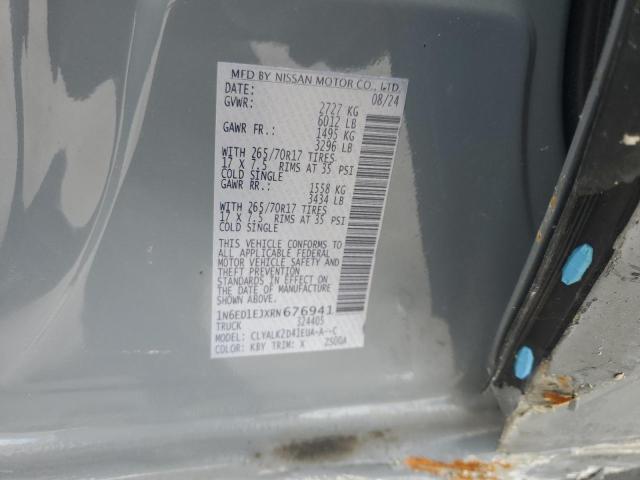 MFD BY NISSAN MOTOR CO., LTD.
DATE: 08/24
GVWR: 2727 KG
6012 LB
GAWR FR.: 1495 KG
3296 LB
WITH 265/70R17 TIRES
17 X 7.5 RIMS AT 35 PSI
COLD SINGLE
GAWR RR.: 1558 KG
3434 LB
WITH 265/70R17 TIRES
17 X 7.5 RIMS AT 35 PSI
COLD SINGLE
THIS VEHICLE CONFORMS TO
ALL APPLICABLE FEDERAL
MOTOR VEHICLE SAFETY AND
THEFT PREVENTION
STANDARDS IN EFFECT ON
THE DATE OF MANUFACTURE
SHOWN ABOVE.
1N6ED1EJXRN676941
TRUCK 324405
MODEL: CLYALK2D41EUA-A--C
COLOR: KBY TRIM: X 2500A